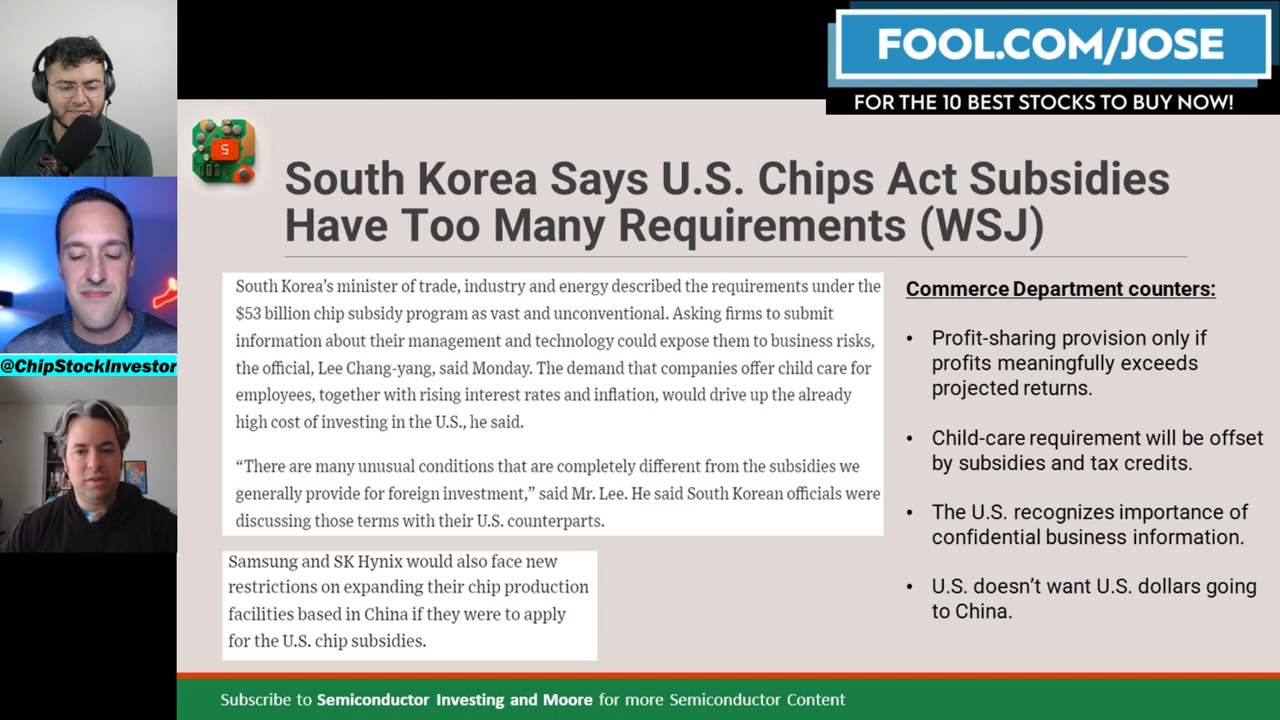 FOOL.COM/JOSE
FOR THE 10 BEST STOCKS TO BUY NOW!
S
South Korea Says U.S. Chips Act Subsidies
Have Too Many Requirements (WSJ)
South Korea's minister of trade, industry and energy described the requirements under the
$53 billion chip subsidy program as vast and unconventional. Asking firms to submit
information about their management and technology could expose them to business risks,
the official, Lee Chang-yang, said Monday. The demand that companies offer child care for
employees, together with rising interest rates and inflation, would drive up the already
high cost of investing in the U.S., he said.
“There are many unusual conditions that are completely different from the subsidies we
generally provide for foreign investment,” said Mr. Lee. He said South Korean officials were
discussing those terms with their U.S. counterparts.
Samsung and SK Hynix would also face new
restrictions on expanding their chip production
facilities based in China if they were to apply
for the U.S. chip subsidies.
Commerce Department counters:
• Profit-sharing provision only if
profits meaningfully exceeds
projected returns.
• Child-care requirement will be offset
by subsidies and tax credits.
• The U.S. recognizes importance of
confidential business information.
• U.S. doesn't want U.S. dollars going
to China.
@ChipStockInvestor
Subscribe to Semiconductor Investing and Moore for more Semiconductor Content